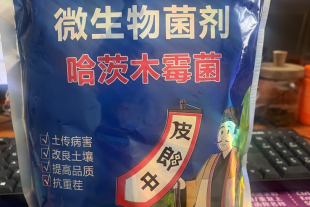 微生物菌剂
哈茨木霉菌
土传病害
改良土壤
提高品质
抗重茬
皮郎中